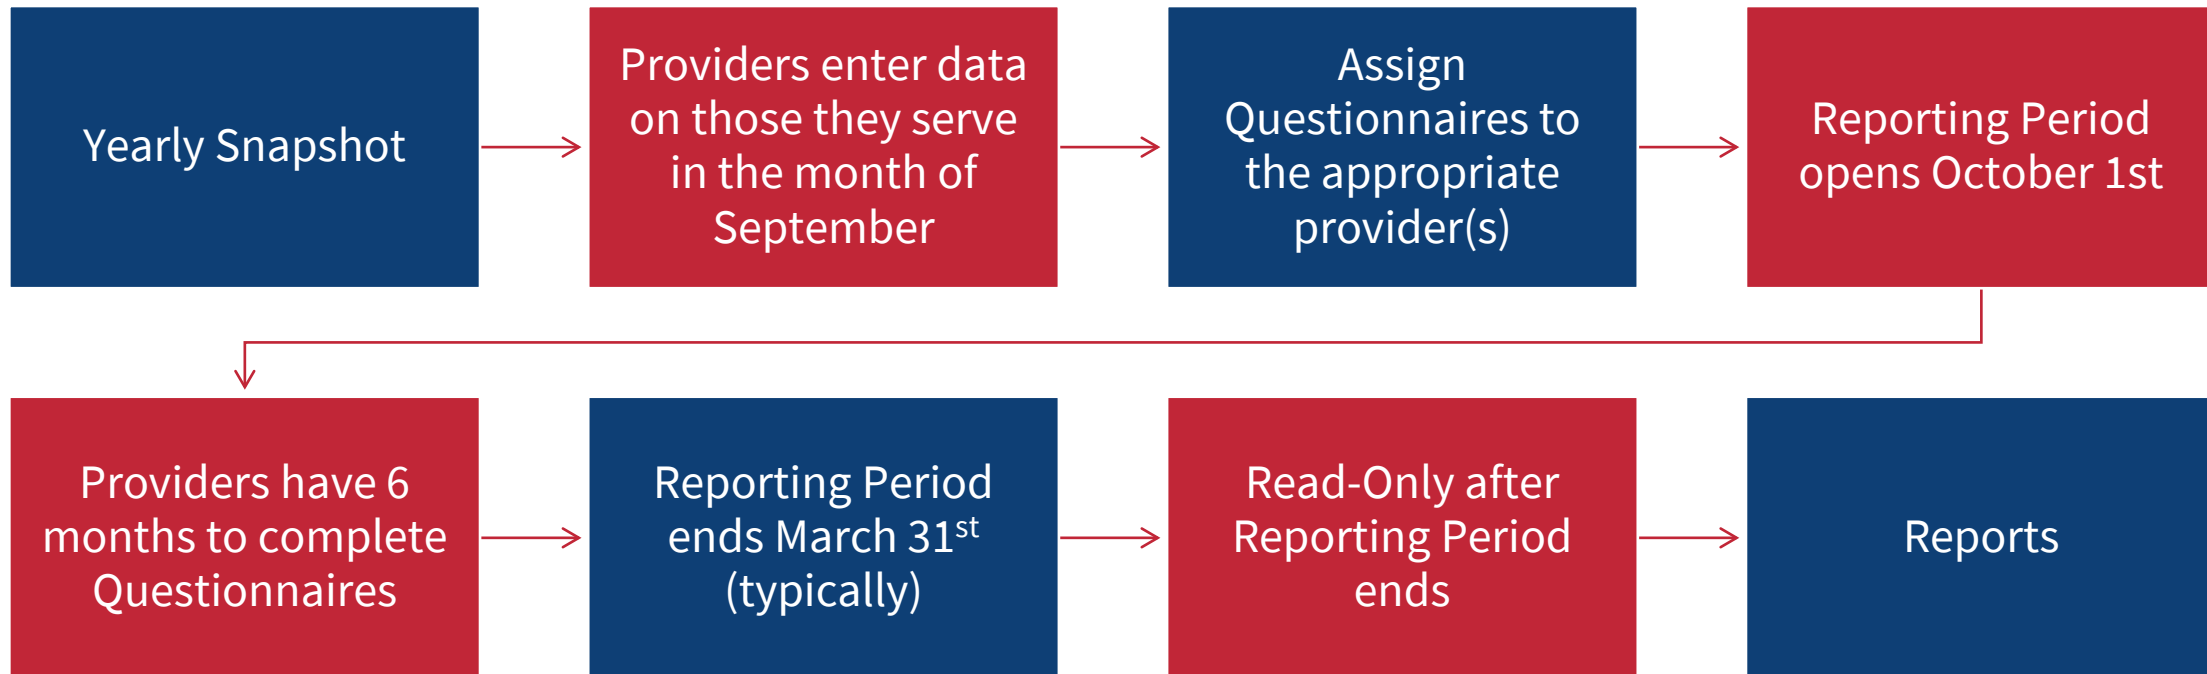 Yearly Snapshot
Providers enter data
on those they serve
in the month of
September
Assign
Questionnaires to
the appropriate
provider(s)
Reporting Period
opens October 1st
Providers have 6
months to complete
Questionnaires
Reporting Period
ends March 31st
(typically)
Read-Only after
Reporting Period
ends
Reports